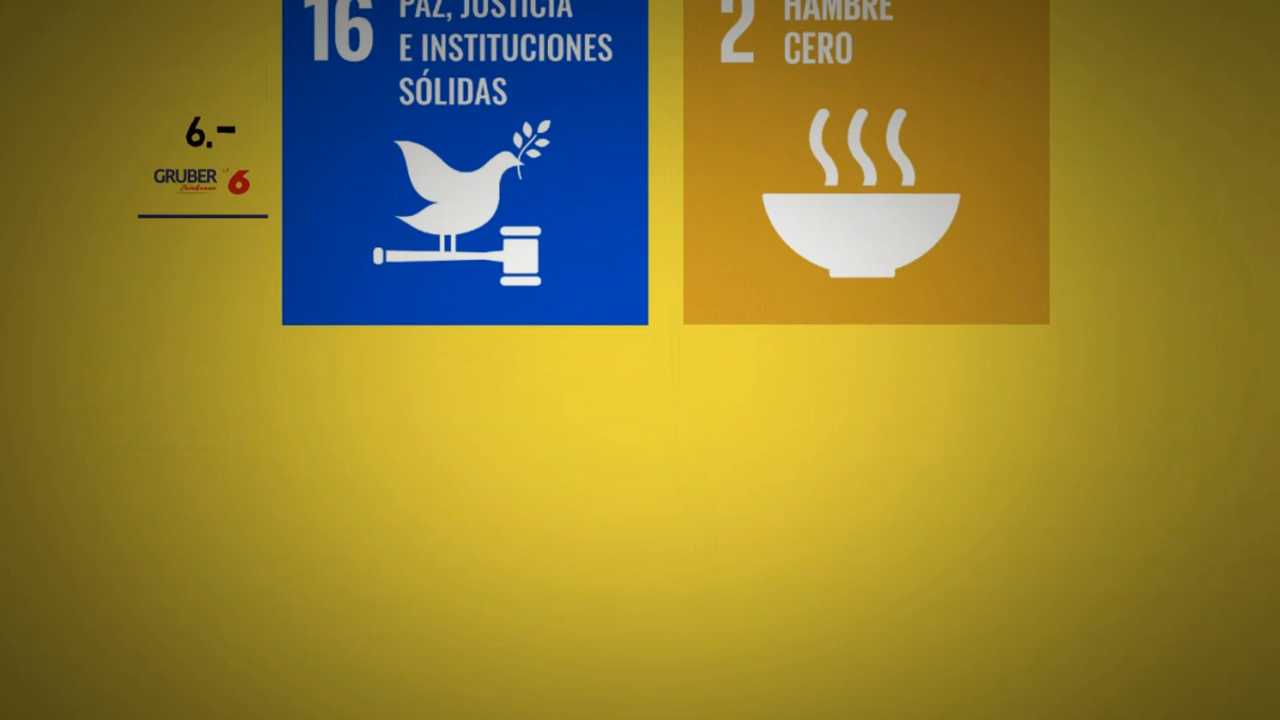 6.-
GRUBER
6
16
PAZ, JUSTICIA
E INSTITUCIONES
SÓLIDAS
2
HAMBRE
CERO